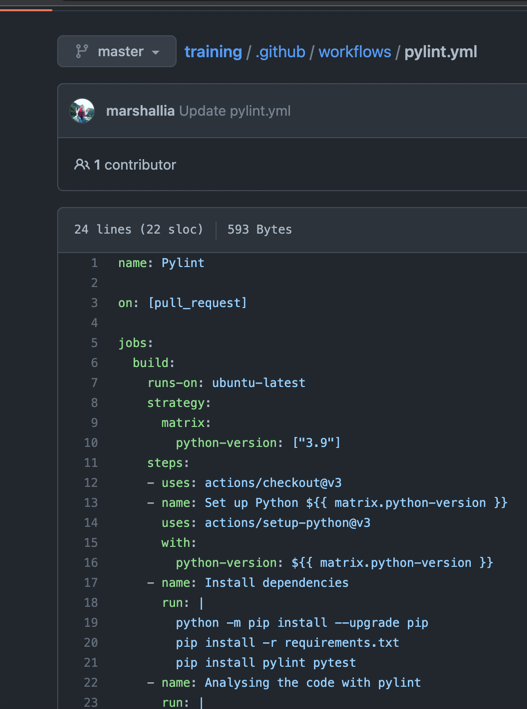 master training / .github / workflows / pylint.yml
marshallia Update pylint.yml
1 contributor
24 lines (22 sloc) 593 Bytes
1 name: Pylint
2
3 on: [pull_request]
4
5 jobs:
6   build:
7     runs-on: ubuntu-latest
8     strategy:
9       matrix:
10         python-version: ["3.9"]
11     steps:
12     - uses: actions/checkout@v3
13     - name: Set up Python ${{ matrix.python-version }}
14       uses: actions/setup-python@v3
15       with:
16         python-version: ${{ matrix.python-version }}
17     - name: Install dependencies
18       run: |
19         python -m pip install --upgrade pip
20         pip install -r requirements.txt
21         pip install pylint pytest
22     - name: Analysing the code with pylint
23       run: |